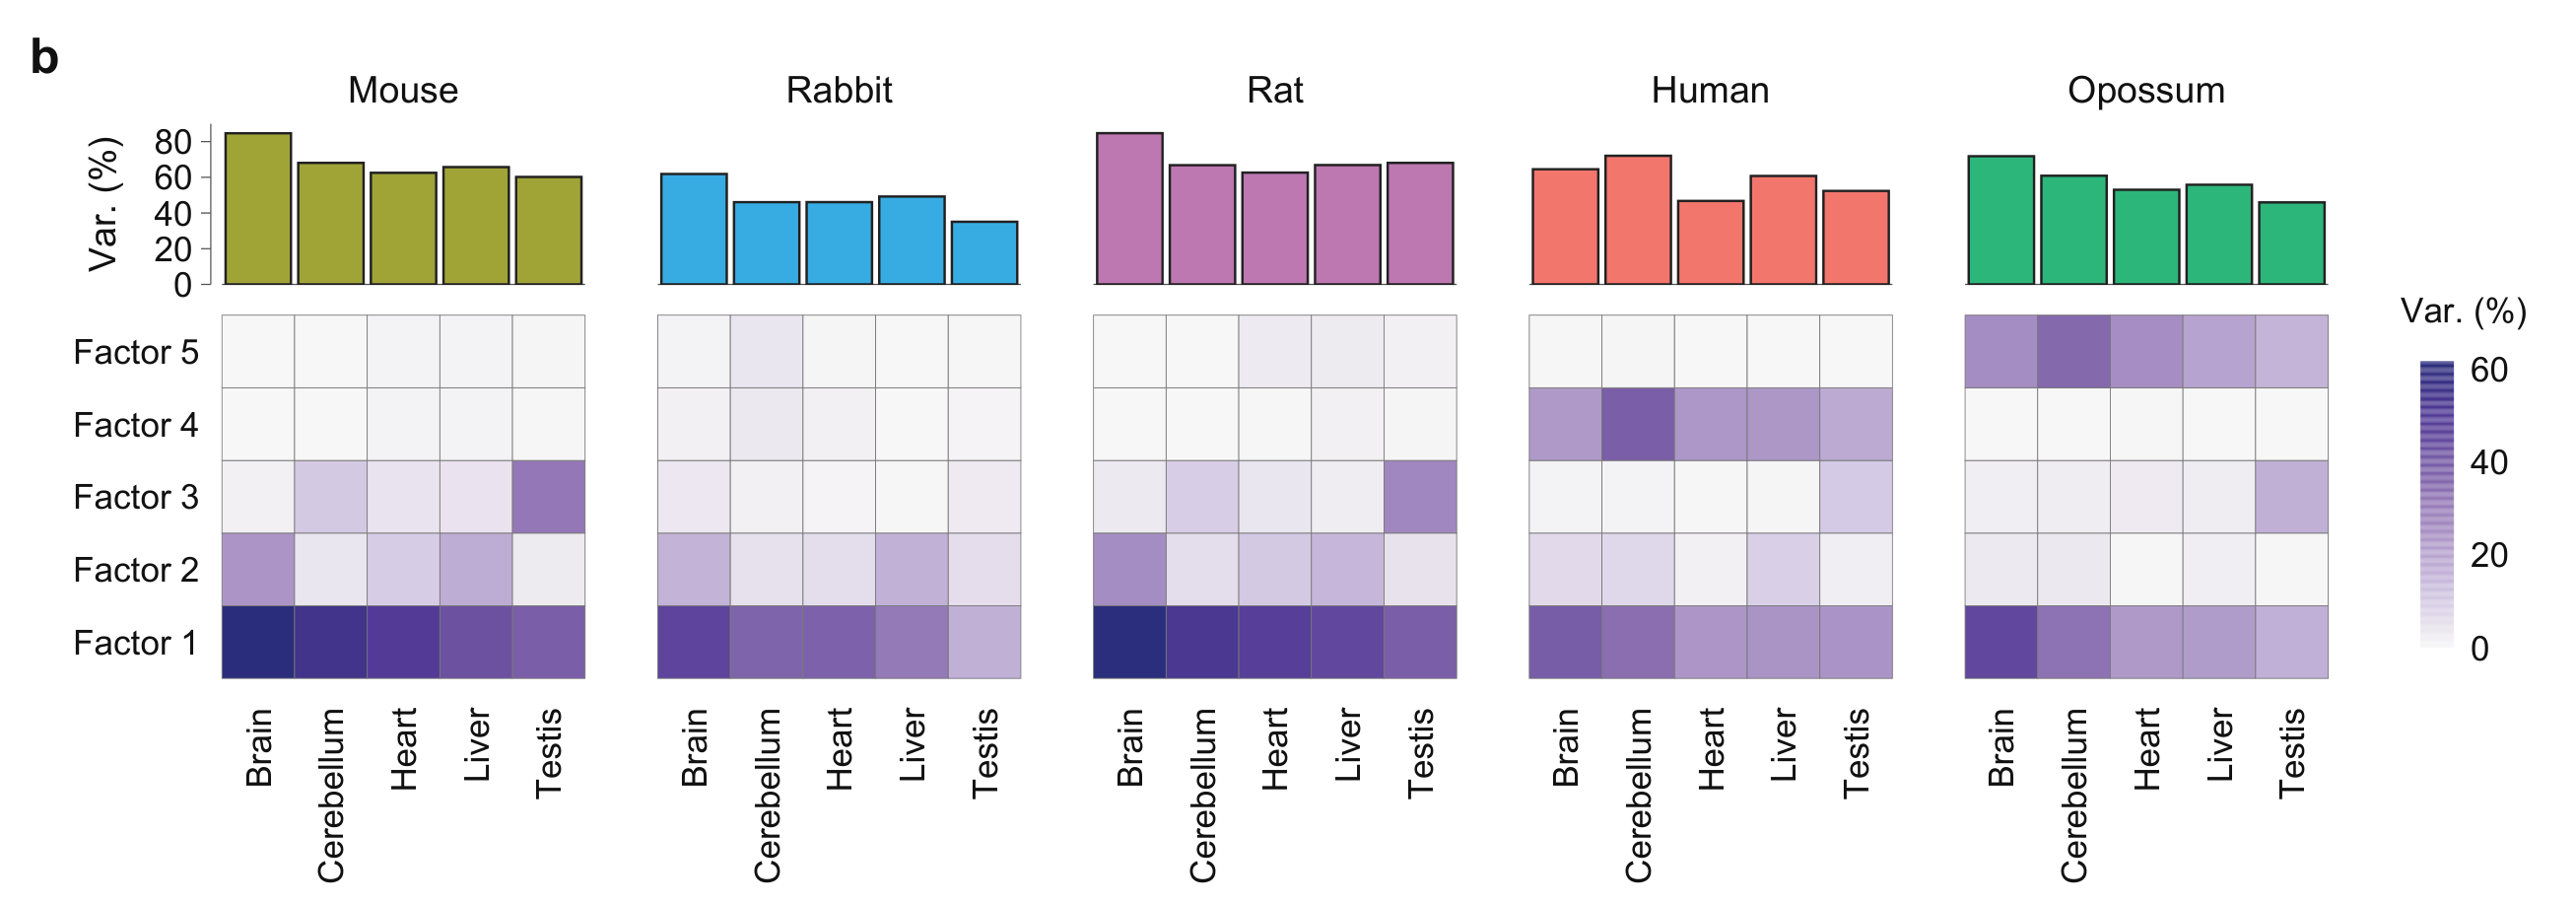 b
Mouse
Rabbit
Rat
Human
Opossum
Var. (%)
80
60
40
20
0
Factor 5
Factor 4
Factor 3
Factor 2
Factor 1
Var. (%)
60
40
20
0
Brain
Cerebellum
Heart
Liver
Testis
Brain
Cerebellum
Heart
Liver
Testis
Brain
Cerebellum
Heart
Liver
Testis
Brain
Cerebellum
Heart
Liver
Testis
Brain
Cerebellum
Heart
Liver
Testis